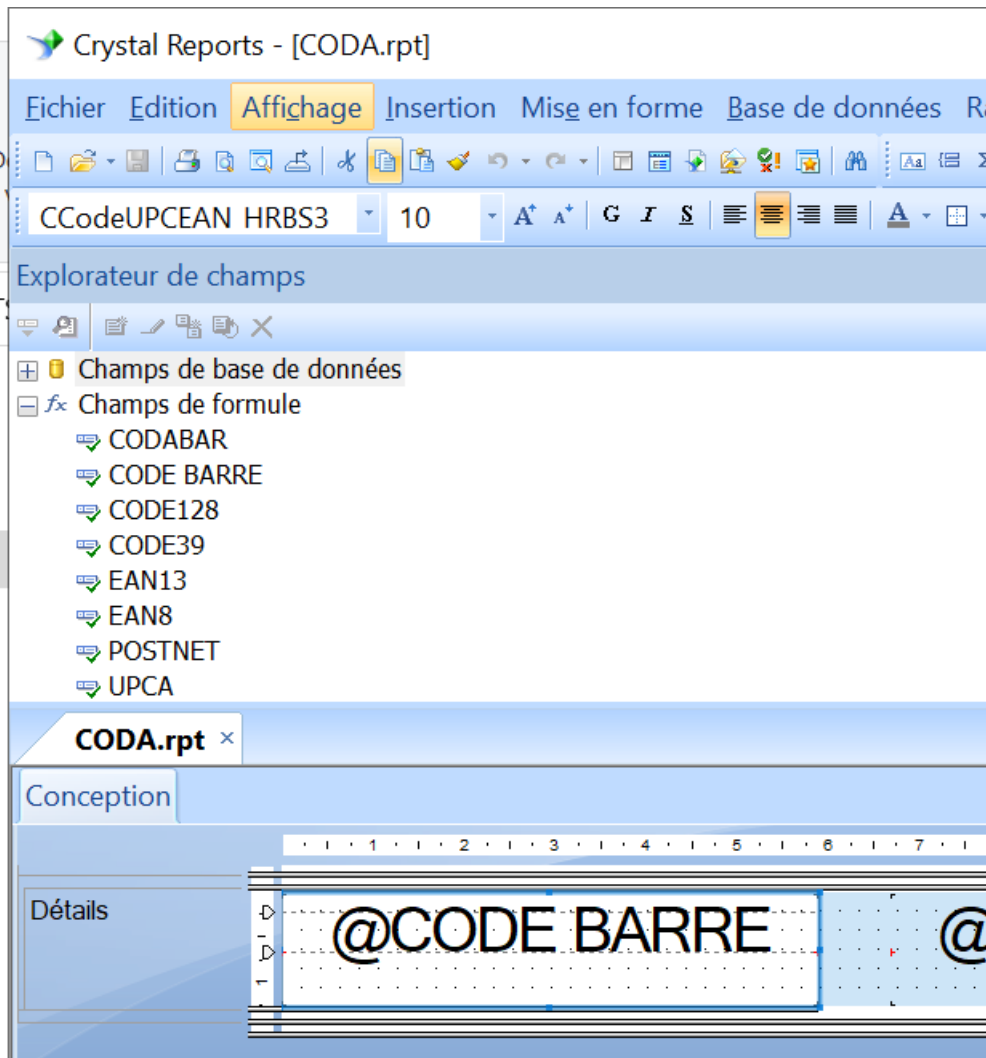 Crystal Reports - [CODA.rpt]
Fichier Edition Affichage Insertion Mise en forme Base de données
CCodeUPCEAN HRBS3 10 G I S A
Explorateur de champs
Champs de base de données
Champs de formule
CODABAR
CODE BARRE
CODE128
CODE39
EAN13
EAN8
POSTNET
UPCA
CODA.rpt
Conception
1 2 3 4 5 6 7
Détails
@CODE BARRE @